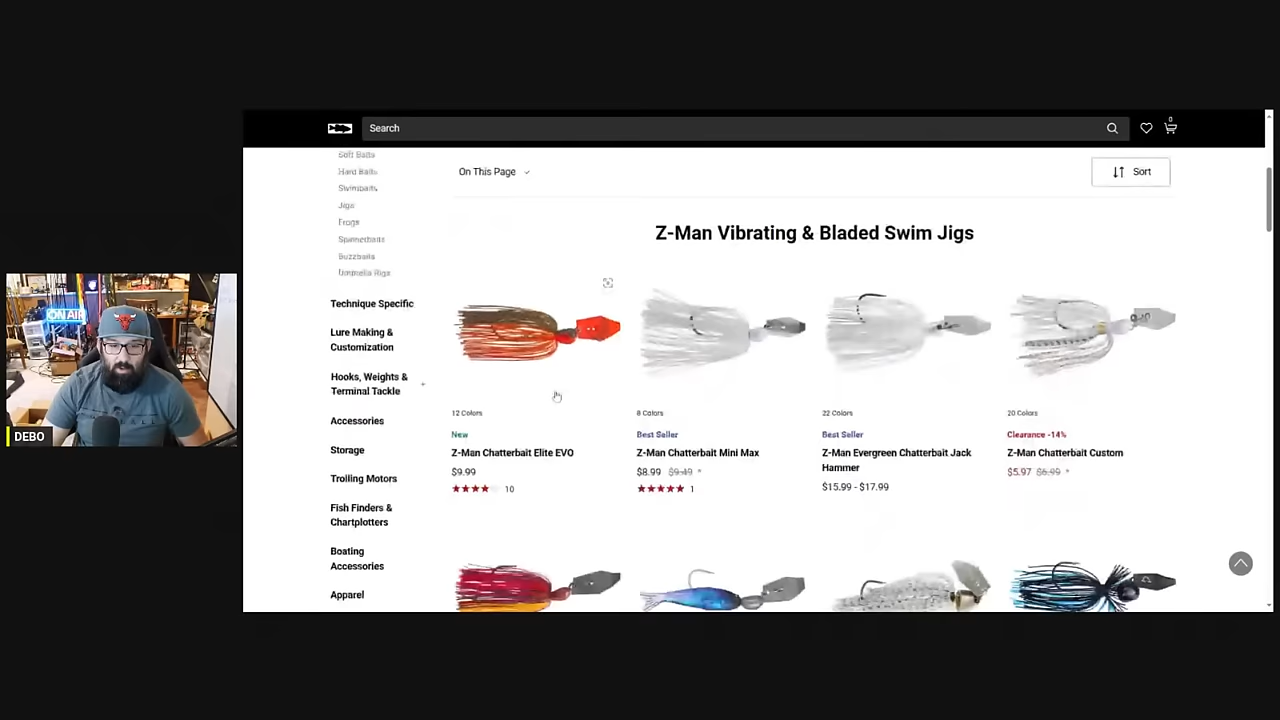 Search
0
Soft Baits
Hard Baits
Swimbaits
Jigs
Frogs
Spinnerbaits
Buzzbaits
Umbrella Rigs
Technique Specific
Lure Making &
Customization
Hooks, Weights &
Terminal Tackle
+
Accessories
Storage
Trolling Motors
Fish Finders &
Chartplotters
Boating
Accessories
Apparel
On This Page
Sort
Z-Man Vibrating & Bladed Swim Jigs
12 Colors
New
Z-Man Chatterbait Elite EVO
$9.99
10
8 Colors
Best Seller
Z-Man Chatterbait Mini Max
$8.99 $9.49 *
1
22 Colors
Best Seller
Z-Man Evergreen Chatterbait Jack
Hammer
$15.99 - $17.99
20 Colors
Clearance -14%
Z-Man Chatterbait Custom
$5.97 $6.99 *
ON AIR
DEBO